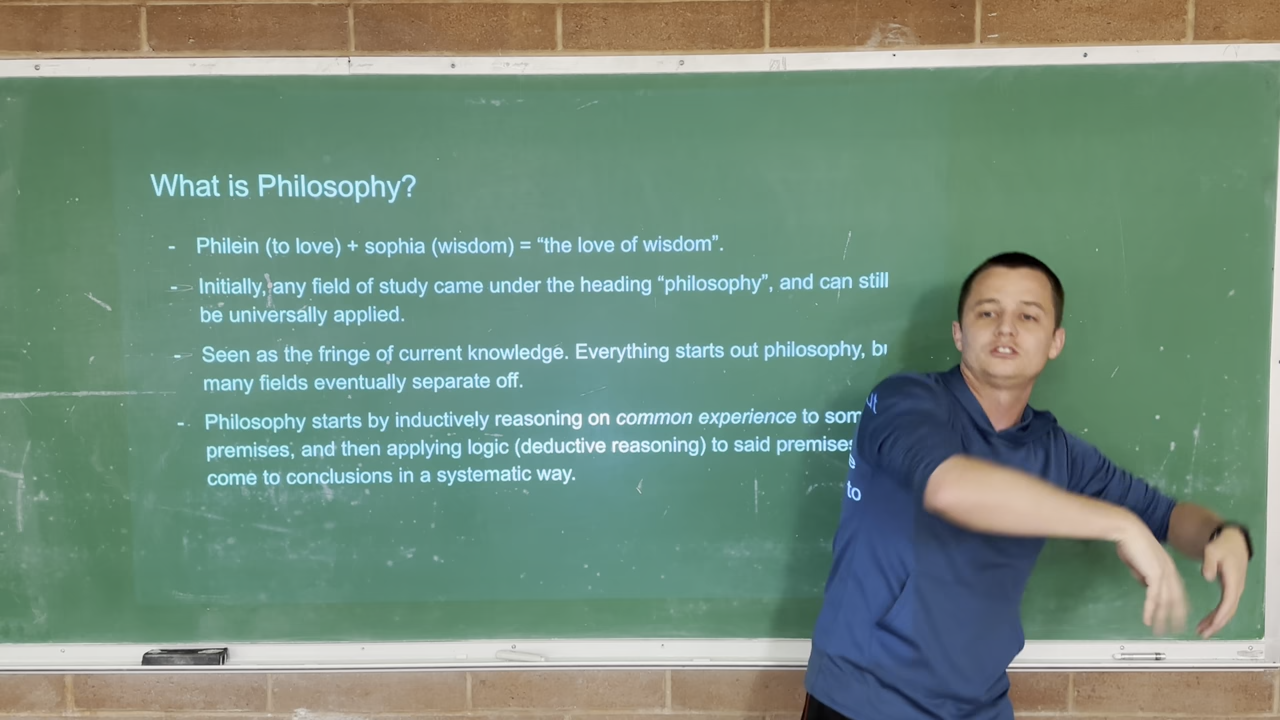 What is Philosophy?
- Philein (to love) + sophia (wisdom) = “the love of wisdom”.
- Initially, any field of study came under the heading “philosophy”, and can still
be universally applied.
- Seen as the fringe of current knowledge. Everything starts out philosophy,
many fields eventually separate off.
- Philosophy starts by inductively reasoning on common experience to
premises, and then applying logic (deductive reasoning) to said premises
to
come to conclusions in a systematic way.